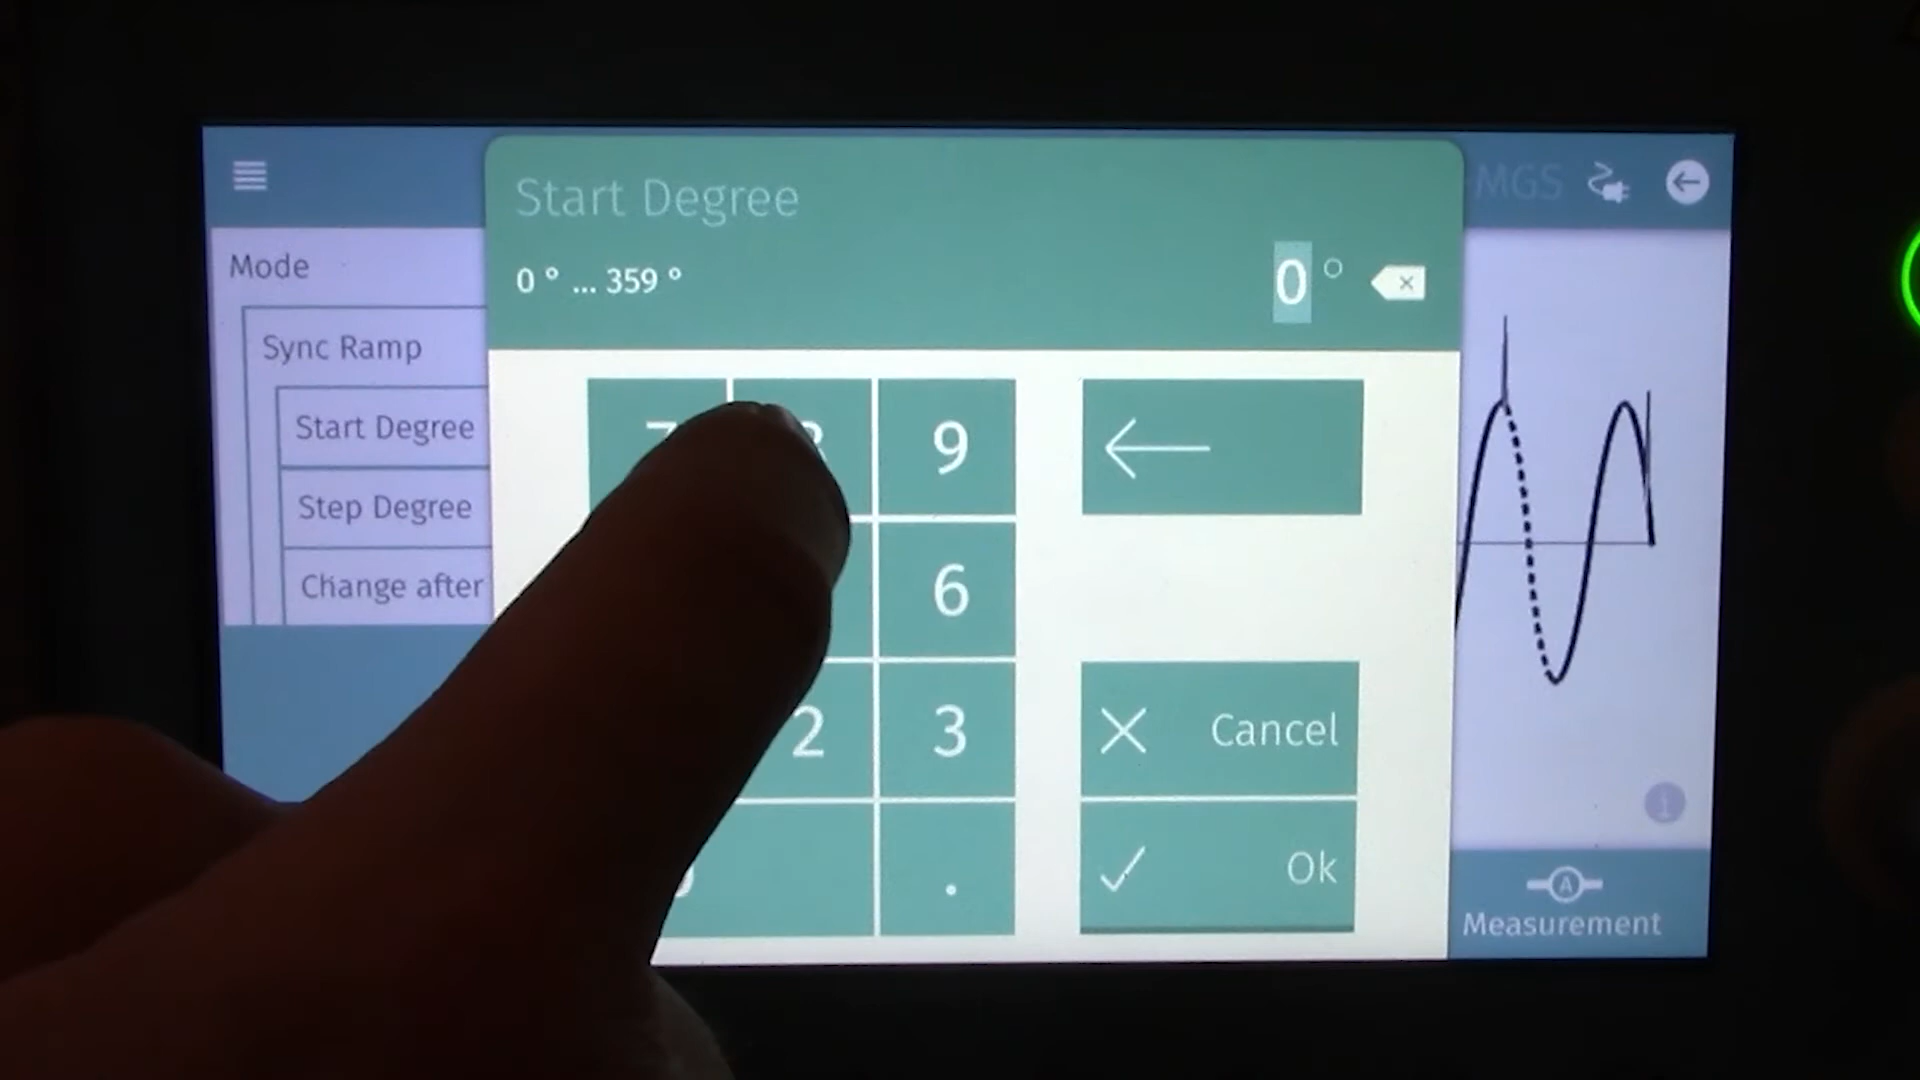 MGS
Start Degree
0 ° ... 359 °
0 °
Mode
Sync Ramp
Start Degree
Step Degree
Change after
9
6
2
3
.
Cancel
Ok
i
A
Measurement